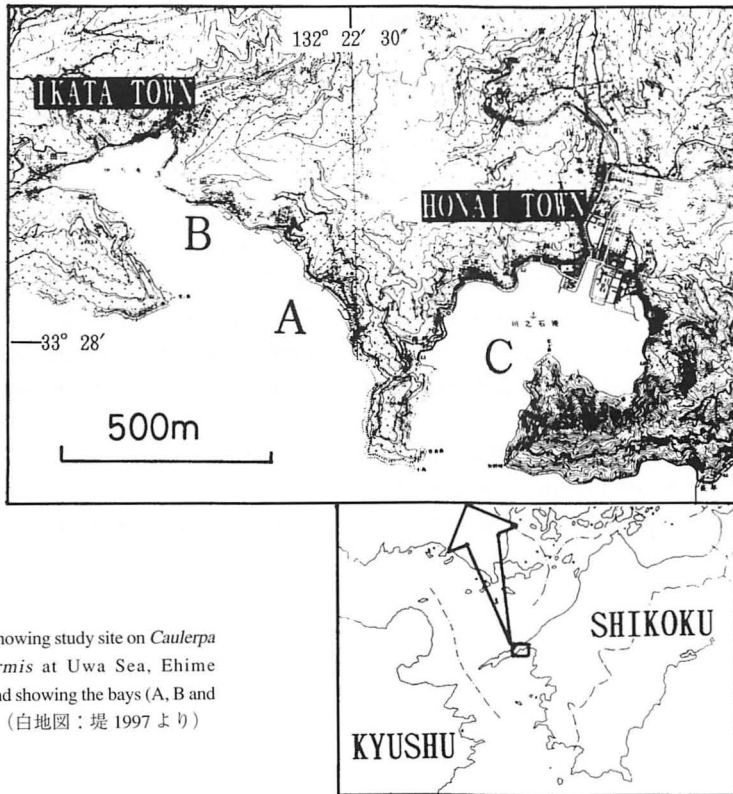 132° 22′ 30″
IKATA TOWN
HONAI TOWN
B
A
33° 28′
C
500m
SHIKOKU
KYUSHU
howing study site on Caulerpa
rmis at Uwa Sea, Ehime
nd showing the bays (A, B and
（白地図：堤 1997 より）